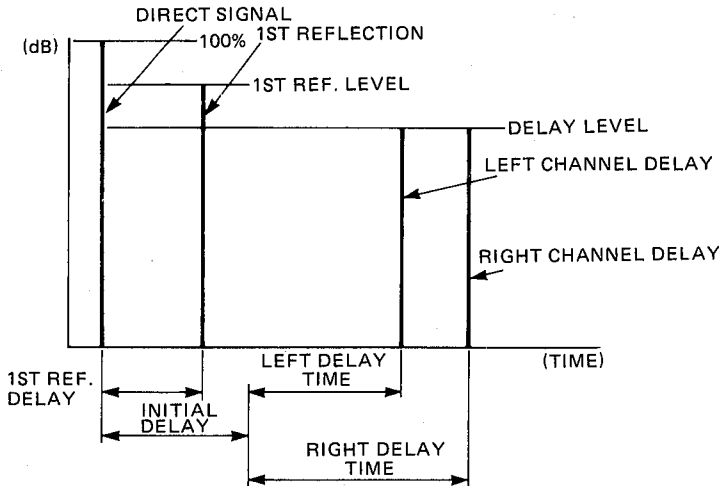 DIRECT SIGNAL
(dB)
100%
1ST REFLECTION
1ST REF. LEVEL
DELAY LEVEL
LEFT CHANNEL DELAY
RIGHT CHANNEL DELAY
(TIME)
1ST REF.
DELAY
LEFT DELAY
TIME
INITIAL
DELAY
RIGHT DELAY
TIME